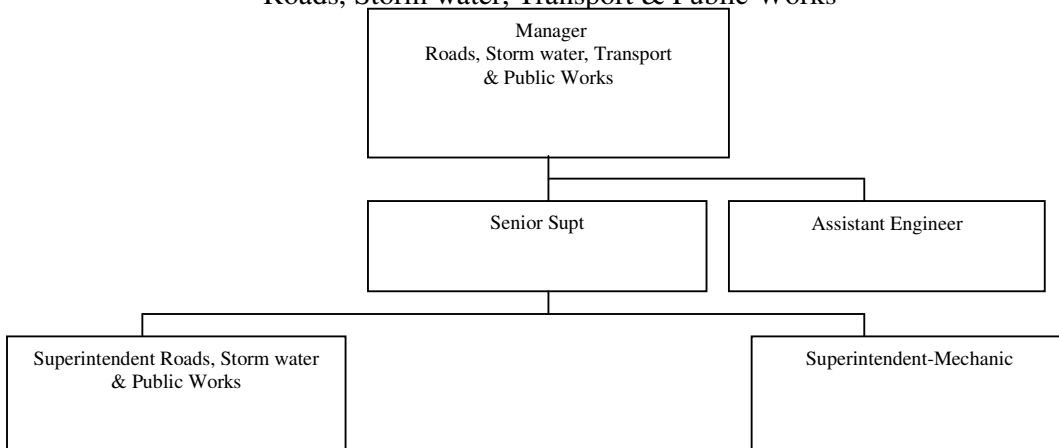 Roads, Storm water, Transport & Public Works
Manager
Roads, Storm water, Transport
& Public Works
Senior Supt
Assistant Engineer
Superintendent Roads, Storm water
& Public Works
Superintendent-Mechanic